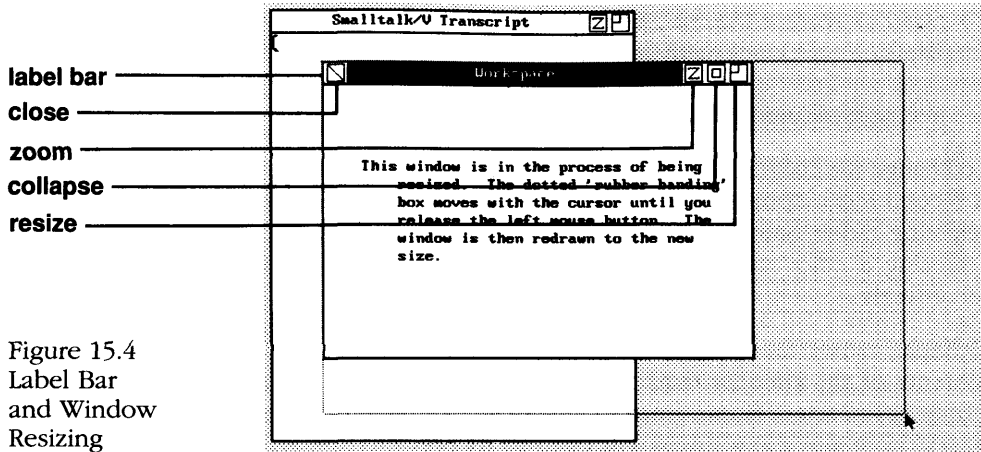 Smalltalk/V Transcript
label bar
Workspace
close
zoom
This window is in the process of being
collapse
resized. The dotted 'rubber banding'
box moves with the cursor until you
resize
release the left mouse button. The
window is then redrawn to the new
size.
Figure 15.4
Label Bar
and Window
Resizing